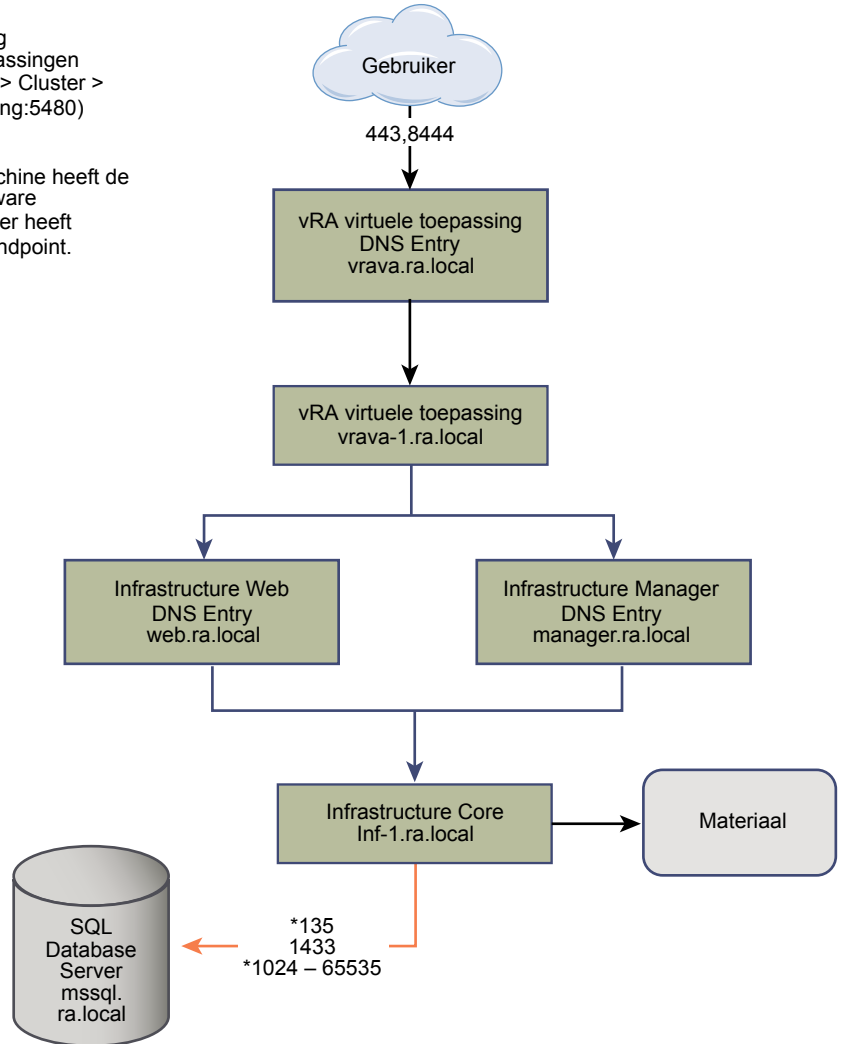 g
assingen
> Cluster >
ng:5480)
chine heeft de
ware
er heeft
ndpoint.
Gebruiker
443,8444
vRA virtuele toepassing
DNS Entry
vrava.ra.local
vRA virtuele toepassing
vrava-1.ra.local
Infrastructure Web
DNS Entry
web.ra.local
Infrastructure Manager
DNS Entry
manager.ra.local
Infrastructure Core
Inf-1.ra.local
Materiaal
SQL
Database
Server
mssql.
ra.local
*135
1433
*1024 – 65535